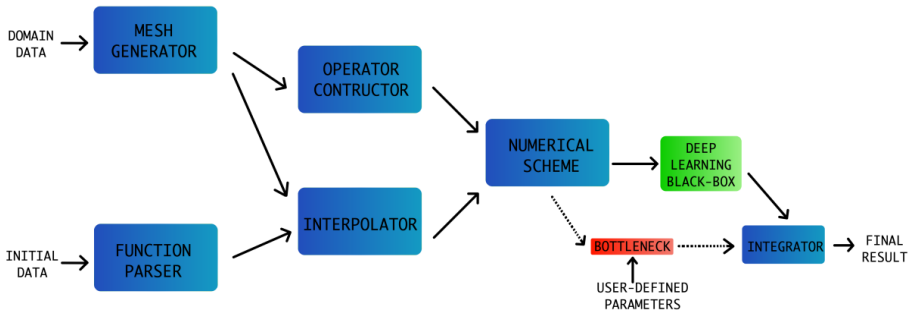 DOMAIN
DATA
MESH
GENERATOR
OPERATOR
CONTRUCTOR
NUMERICAL
SCHEME
DEEP
LEARNING
BLACK-BOX
INITIAL
DATA
FUNCTION
PARSER
INTERPOLATOR
BOTTLENECK
USER-DEFINED
PARAMETERS
INTEGRATOR
FINAL
RESULT